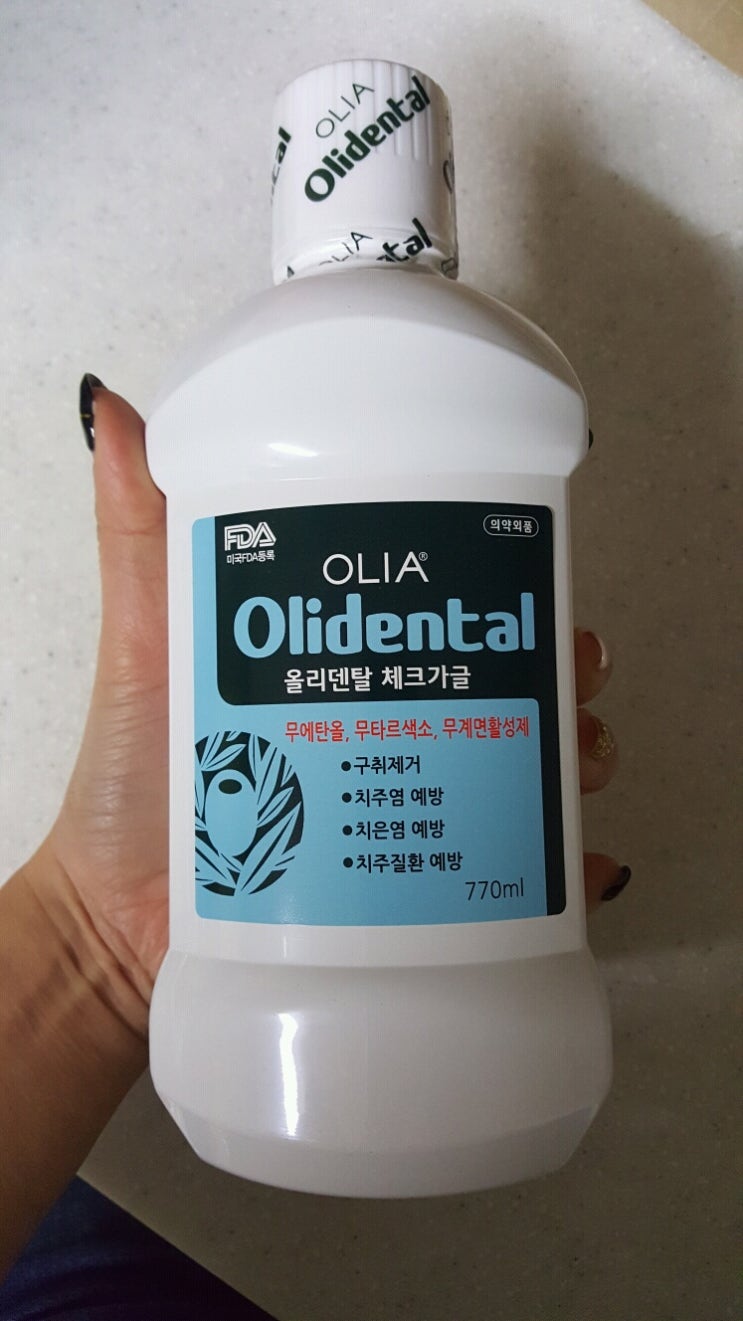 OLIA
Olidental
OLIA
FDA
미국FDA등록
의약외품
OLIA®
Olidental
올리덴탈 체크가글
무에탄올, 무타르색소, 무계면활성제
●구취제거
●치주염 예방
●치은염 예방
●치주질환 예방
770ml